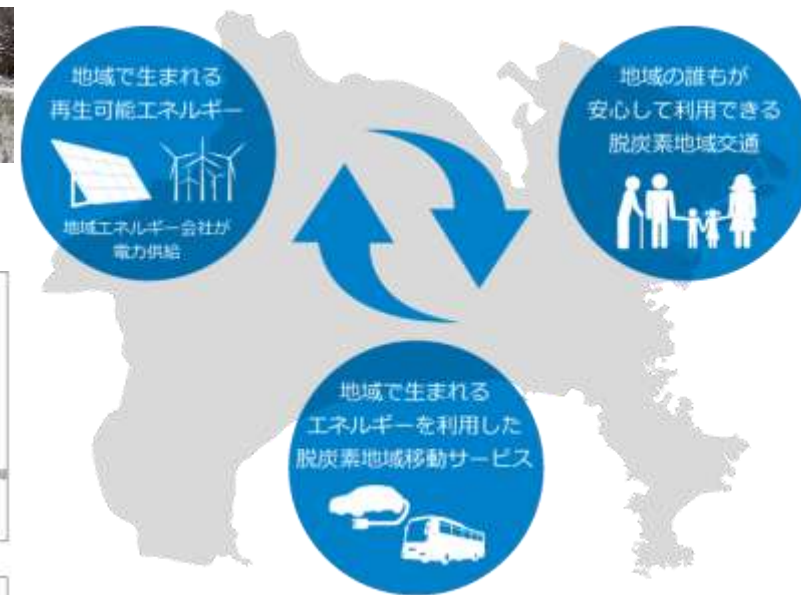 地域で生まれる
再生可能エネルギー
地域エネルギー会社が
電力供給
地域の誰もが
安心して利用できる
脱炭素地域交通
地域で生まれる
エネルギーを利用した
脱炭素地域移動サービス